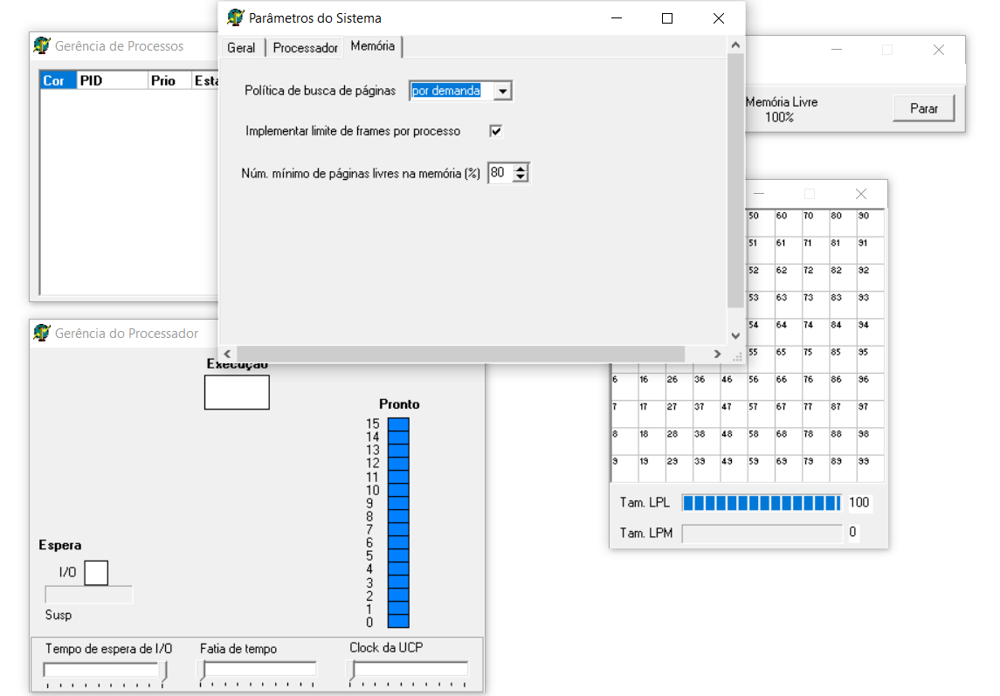 Parâmetros do Sistema
Geral Processador Memória
Política de busca de páginas por demanda
Implementar limite de frames por processo
Núm. mínimo de páginas livres na memória (%) 80
Gerência de Processos
Cor PID Prio Esta
Memória Livre
100%
Parar
50 60 70 80 90
51 61 71 81 91
52 62 72 82 92
53 63 73 83 93
54 64 74 84 94
55 65 75 85 95
6 16 26 36 46 56 66 76 86 96
7 17 27 37 47 57 67 77 87 97
8 18 28 38 48 58 68 78 88 98
9 19 29 39 49 59 69 79 89 99
Tam. LPL 100
Tam. LPM 0
Gerência do Processador
Execução
Pronto
15
14
13
12
11
10
9
8
7
6
5
4
3
2
1
0
Espera
I/O
Susp
Tempo de espera de I/O Fatia de tempo Clock da UCP